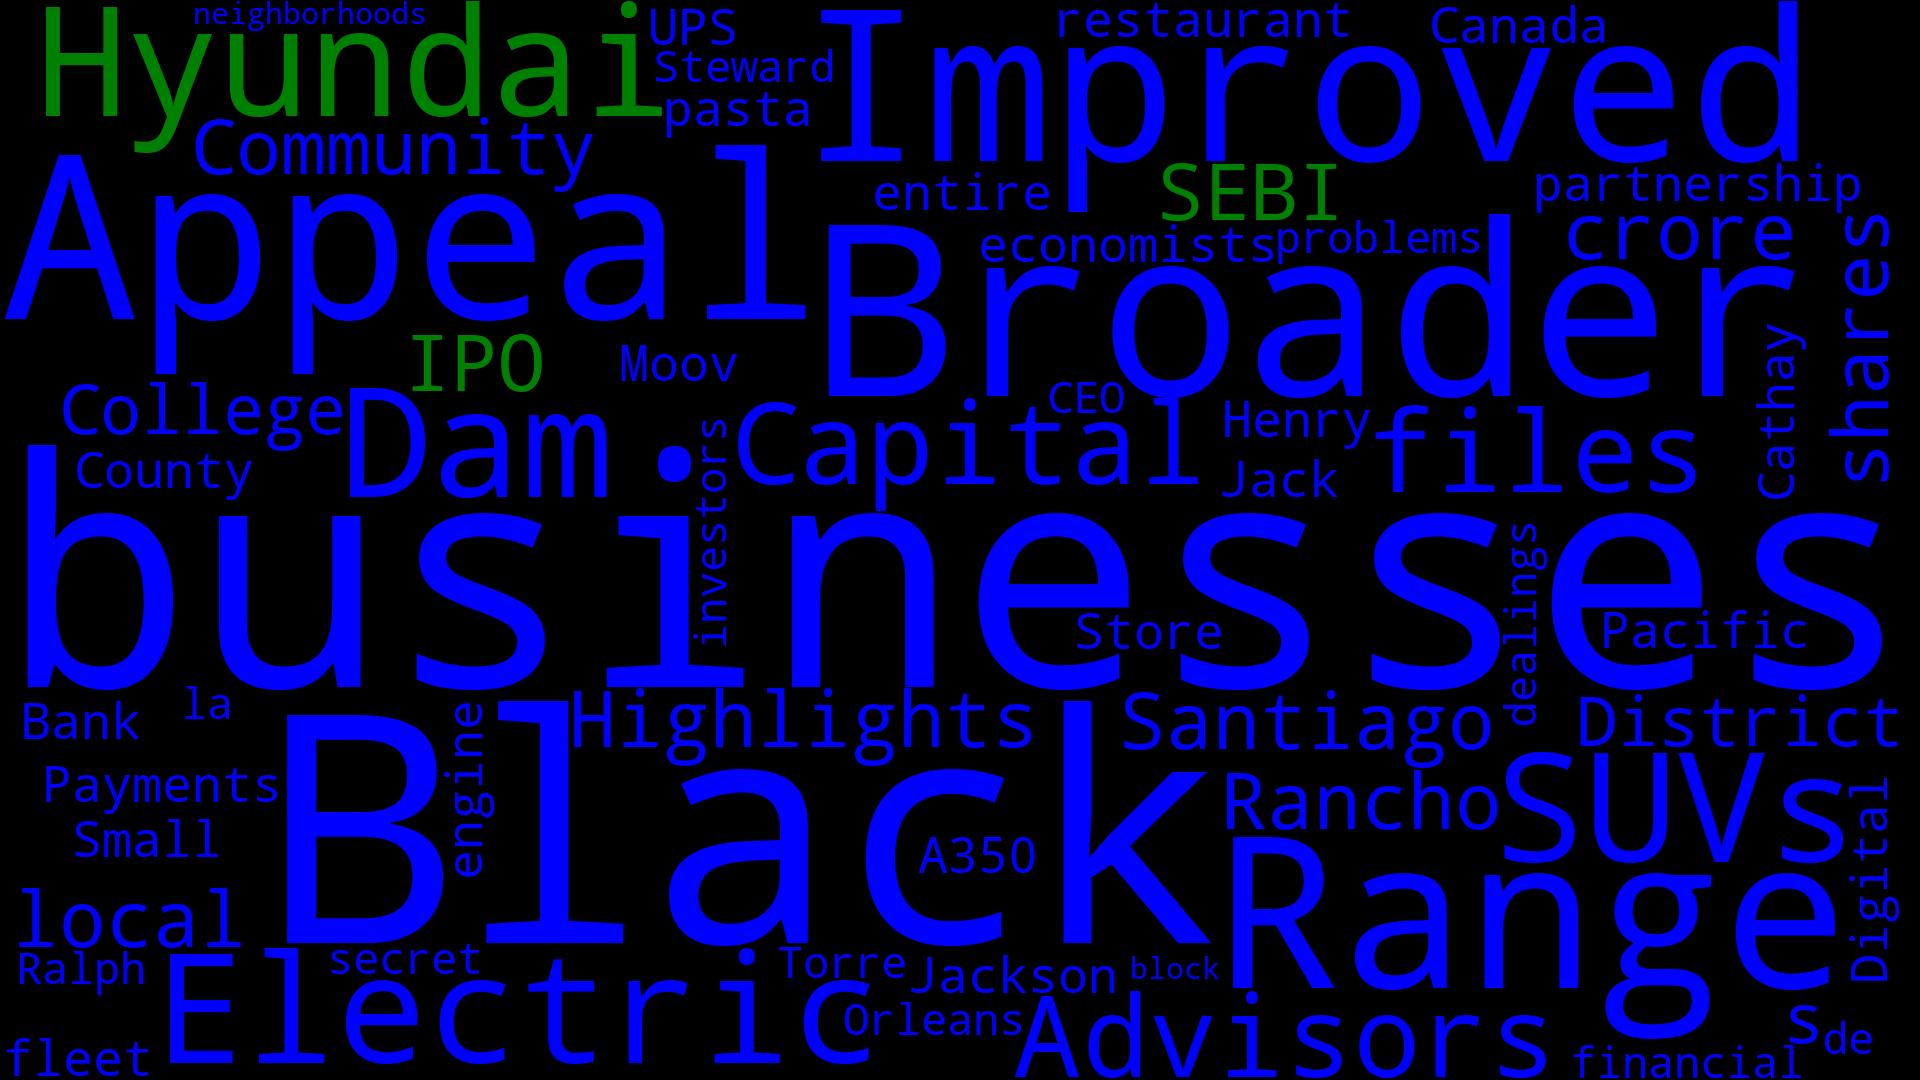 neighborhoods
Hyundai
UPS
restaurant
Canada
Improved
Steward
pasta
Community
Appeal
entire
SEBI
partnership
crore
economists
problems
Broader
shares
IPO
Moov
Cathay
College
Dam
Capital
CEO
Henry
files
County
investors
Jack
businesses
Store
dealings
Pacific
Bank
la
Highlights
Santiago
District
Payments
engine
Black
Rancho
SUVs
Small
A350
Range
Digital
local
Ralph
Electric
secret
Torre
Jackson
block
Orleans
Advisors
s
de
fleet
financial